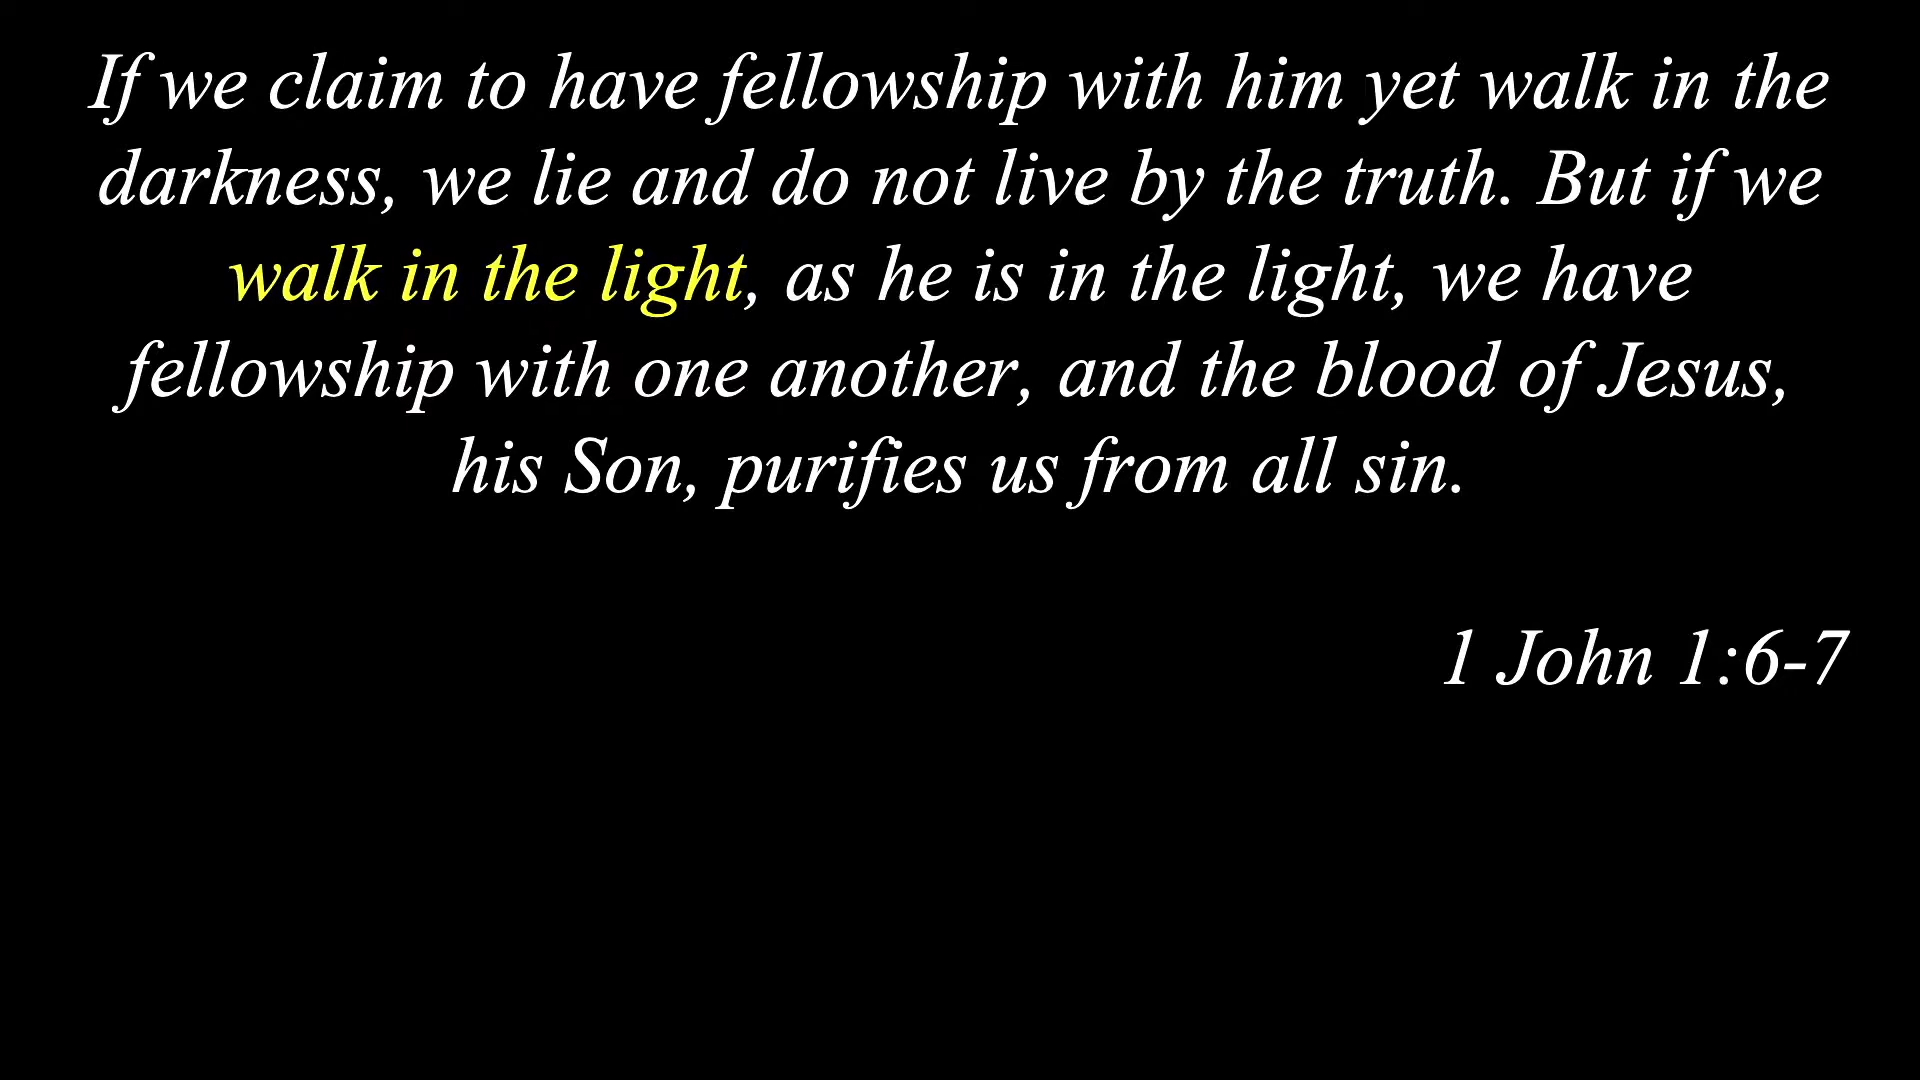 If we claim to have fellowship with him yet walk in the
darkness, we lie and do not live by the truth. But if we
walk in the light, as he is in the light, we have
fellowship with one another, and the blood of Jesus,
his Son, purifies us from all sin.
1 John 1:6-7